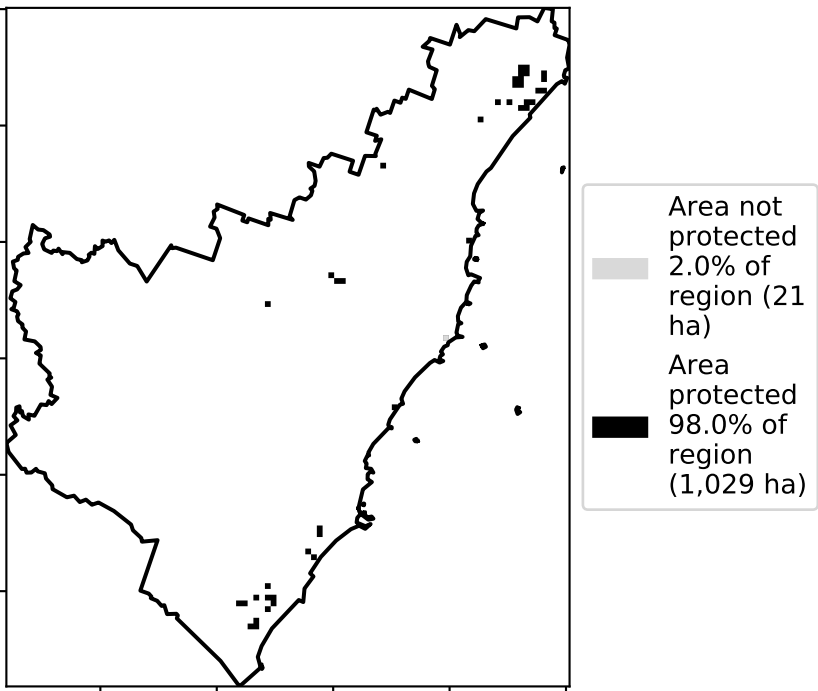 Area not
protected
2.0% of
region (21
ha)
Area
protected
98.0% of
region
(1,029 ha)